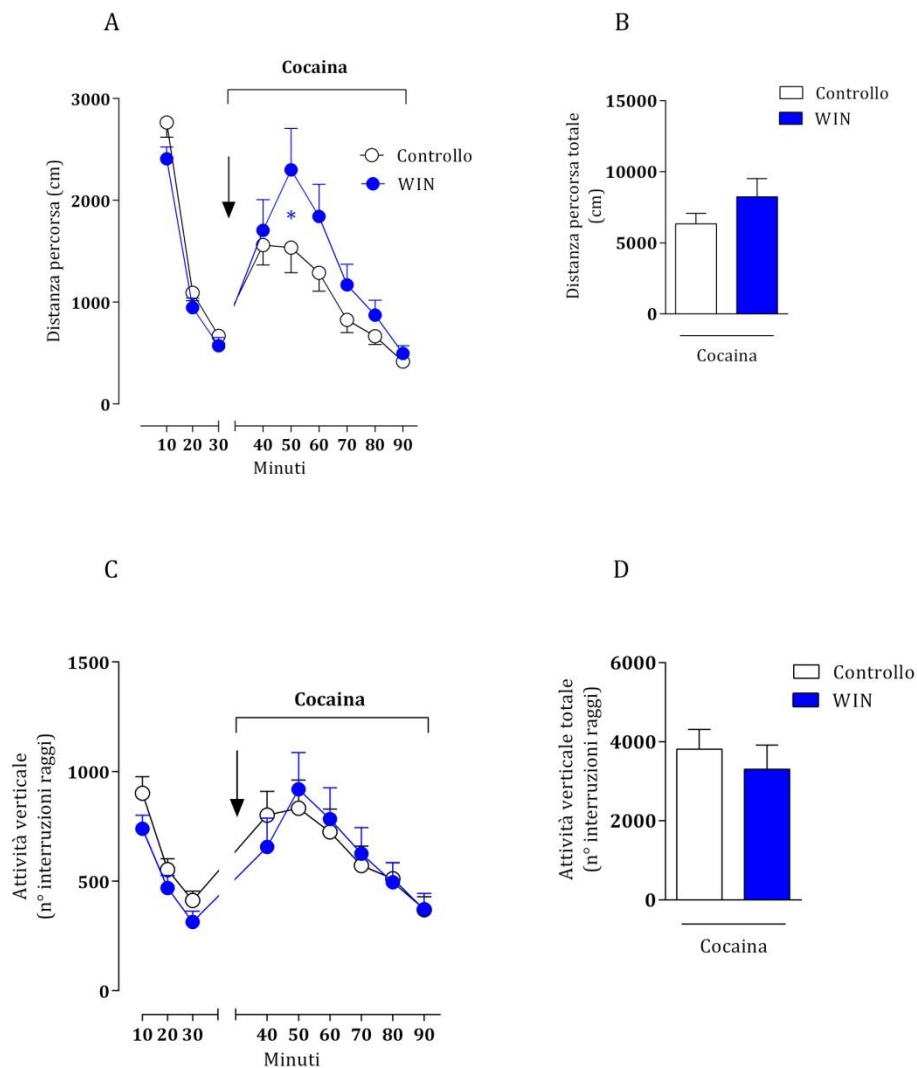 A
Cocaina
3000
2000
1000
0
Distanza percorsa (cm)
Controllo
WIN
*
10 20 30 40 50 60 70 80 90
Minuti
B
15000
10000
5000
0
Distanza percorsa totale
(cm)
Controllo
WIN
Cocaina
C
Cocaina
1500
1000
500
0
Attività verticale
(n° interruzioni raggi)
10 20 30 40 50 60 70 80 90
Minuti
D
6000
4000
2000
0
Attività verticale totale
(n° interruzioni raggi)
Controllo
WIN
Cocaina